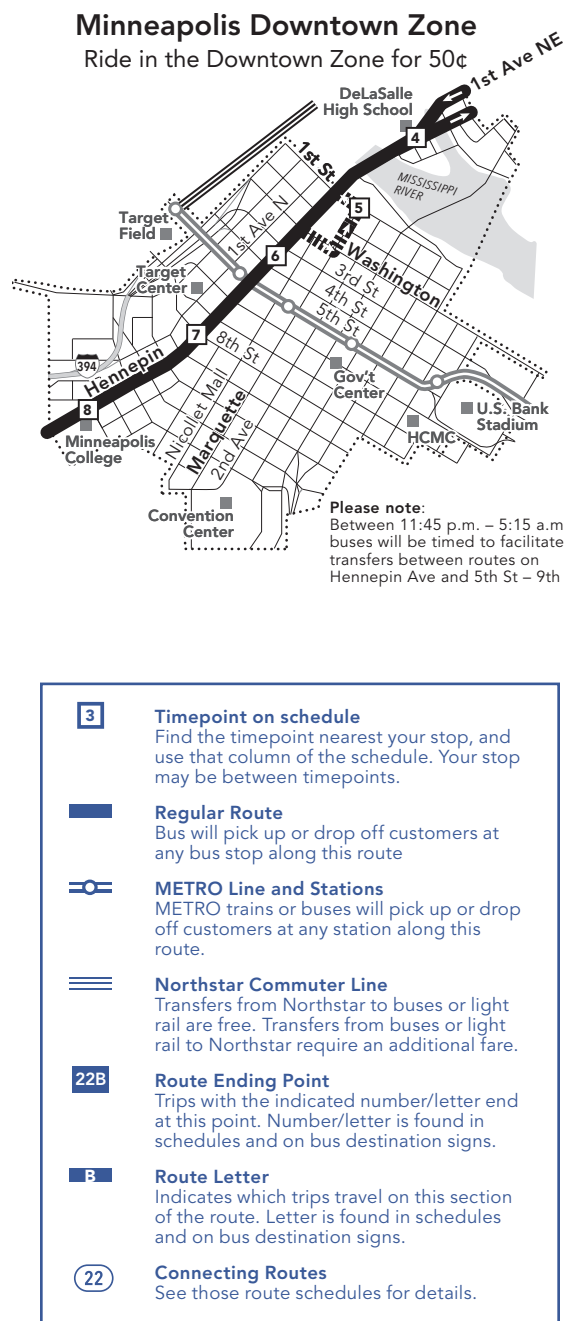 Minneapolis Downtown Zone
Ride in the Downtown Zone for 50¢
1st Ave NE
DeLaSalle
High School
4
1st St
MISSISSIPPI
RIVER
5
Target
Field
1st Ave N
Washington
6
3rd St
Target
Center
4th St
5th St
7
8th St
394
Hennepin
Gov't
Center
8
Nicollet Mall
Marquette
2nd Ave
U.S. Bank
Stadium
HCMC
Minneapolis
College
Convention
Center
Please note:
Between 11:45 p.m. – 5:15 a.m
buses will be timed to facilitate
transfers between routes on
Hennepin Ave and 5th St – 9th
3
Timepoint on schedule
Find the timepoint nearest your stop, and
use that column of the schedule. Your stop
may be between timepoints.
Regular Route
Bus will pick up or drop off customers at
any bus stop along this route
METRO Line and Stations
METRO trains or buses will pick up or drop
off customers at any station along this
route.
Northstar Commuter Line
Transfers from Northstar to buses or light
rail are free. Transfers from buses or light
rail to Northstar require an additional fare.
22B
Route Ending Point
Trips with the indicated number/letter end
at this point. Number/letter is found in
schedules and on bus destination signs.
B
Route Letter
Indicates which trips travel on this section
of the route. Letter is found in schedules
and on bus destination signs.
22
Connecting Routes
See those route schedules for details.